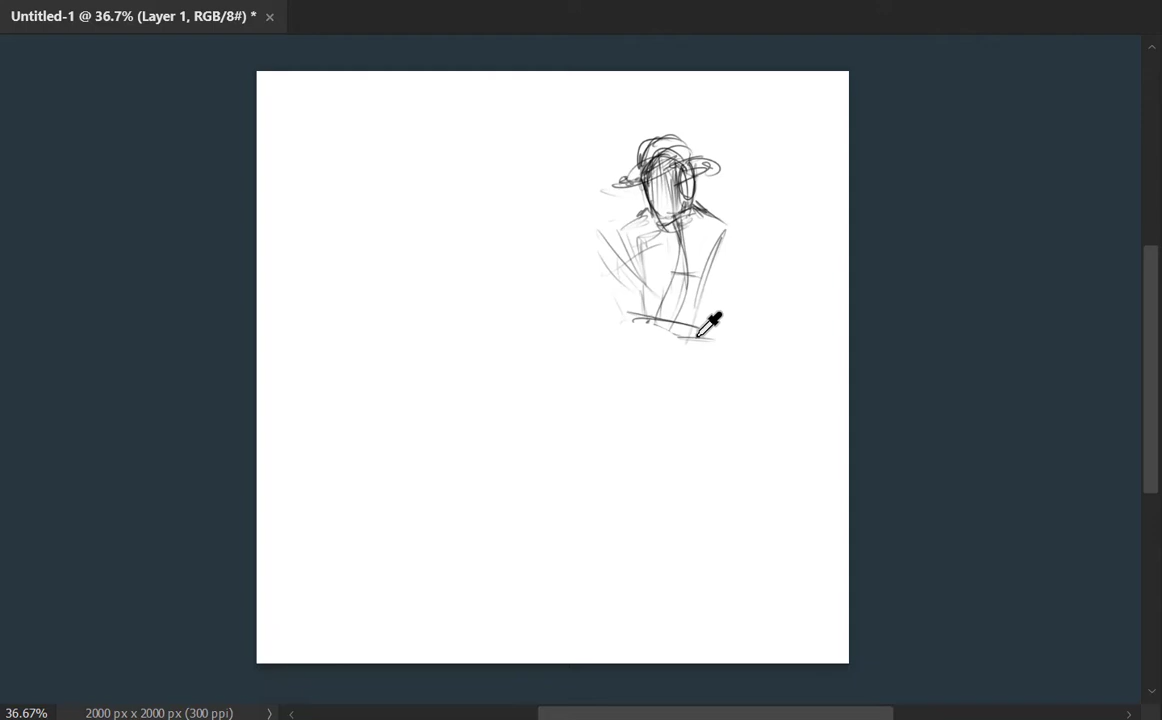 Untitled-1 @ 36.7% (Layer 1, RGB/8#) *
36.67%
2000 px x 2000 px (300 ppi)